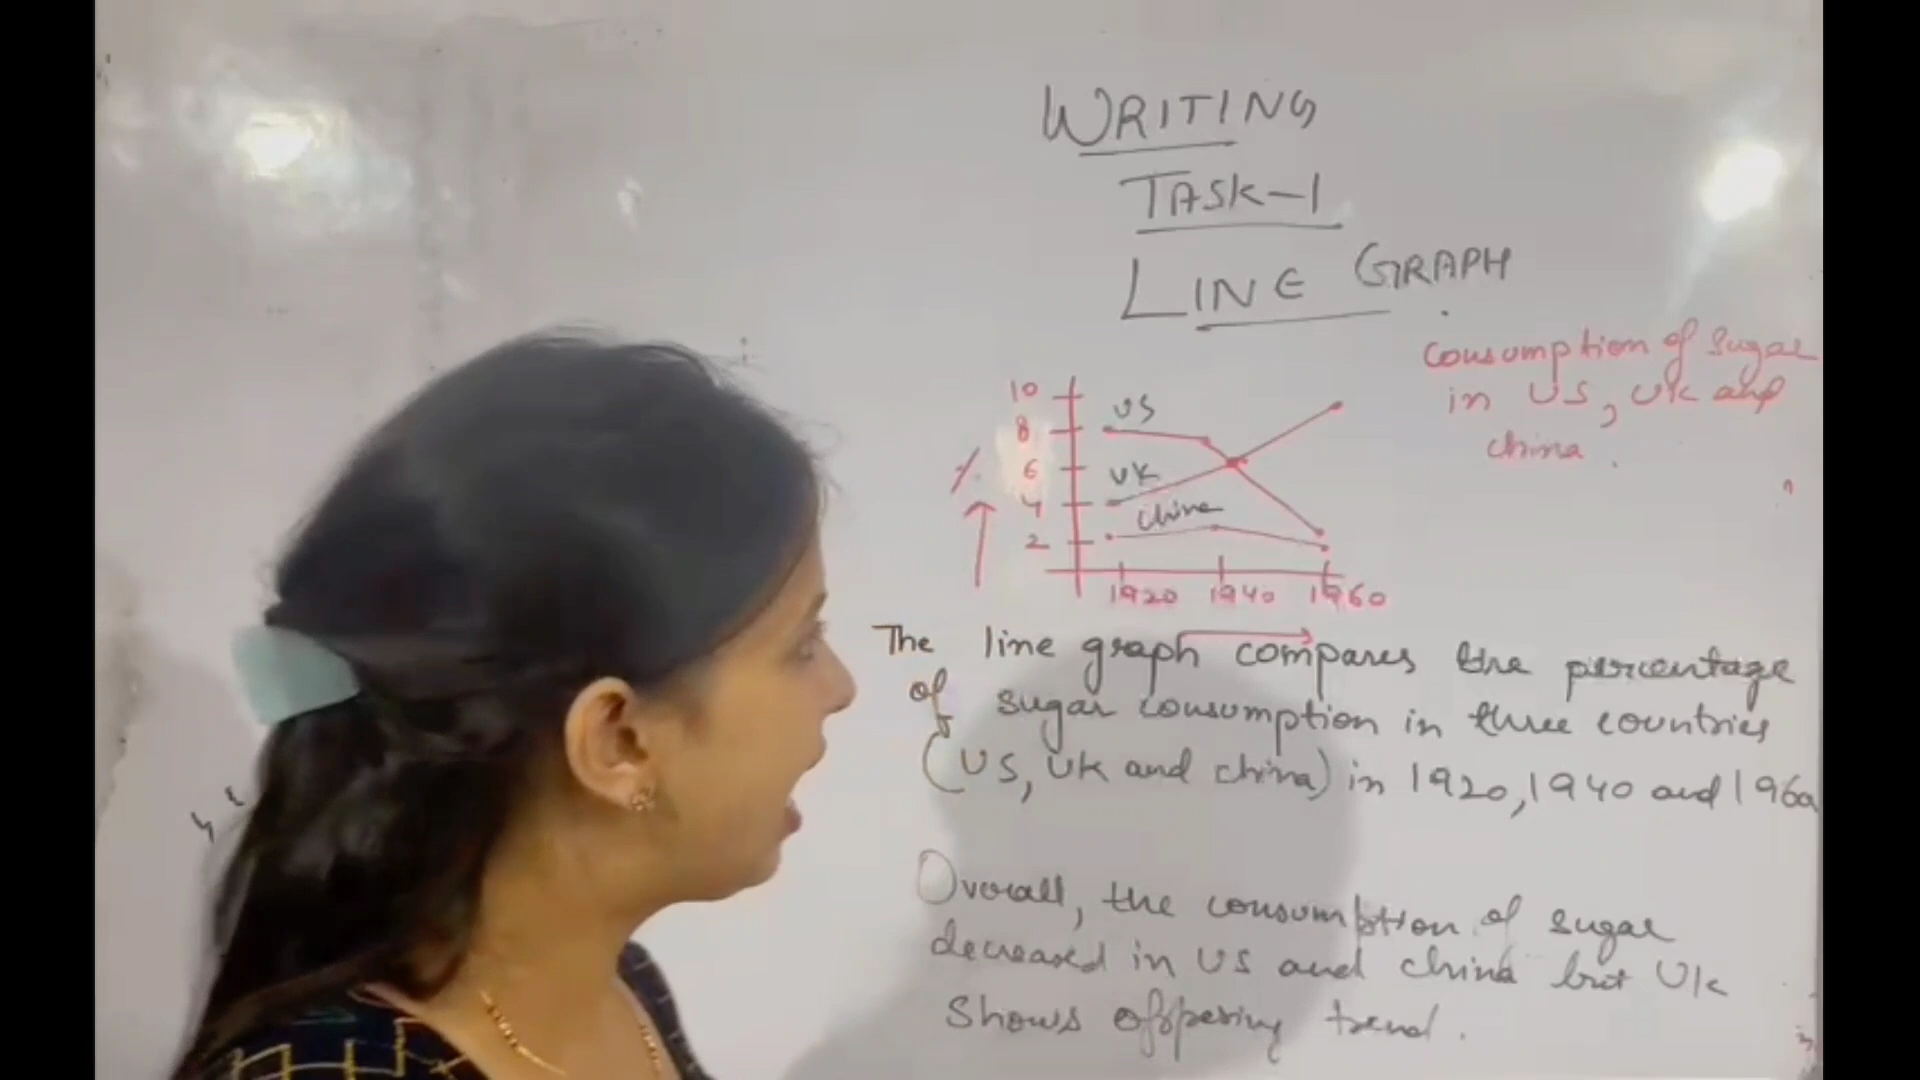 WRITING
TASK-1
LINE GRAPH
Consumption of Sugar
in US, UK and
China.
10
8
6
4
2
%
US
UK
China
1920 1940 1960
The line graph compares the percentage
of sugar consumption in three countries
(US, UK and China) in 1920, 1940 and 1960
Overall, the consumption of sugar
decreased in US and China but UK
shows opposing trend.